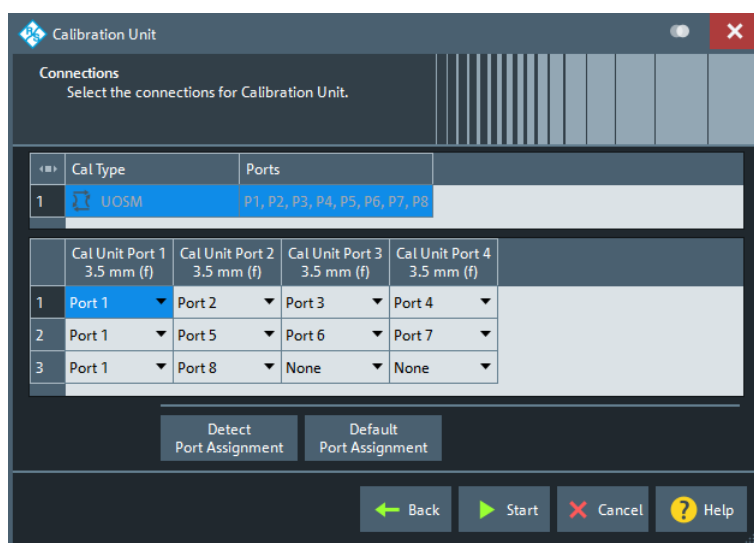 Calibration Unit
Connections
Select the connections for Calibration Unit.
Cal Type Ports
1 UOSM P1, P2, P3, P4, P5, P6, P7, P8
Cal Unit Port 1 Cal Unit Port 2 Cal Unit Port 3 Cal Unit Port 4
3.5 mm (f) 3.5 mm (f) 3.5 mm (f) 3.5 mm (f)
1 Port 1 Port 2 Port 3 Port 4
2 Port 1 Port 5 Port 6 Port 7
3 Port 1 Port 8 None None
Detect Default
Port Assignment Port Assignment
Back Start Cancel ? Help